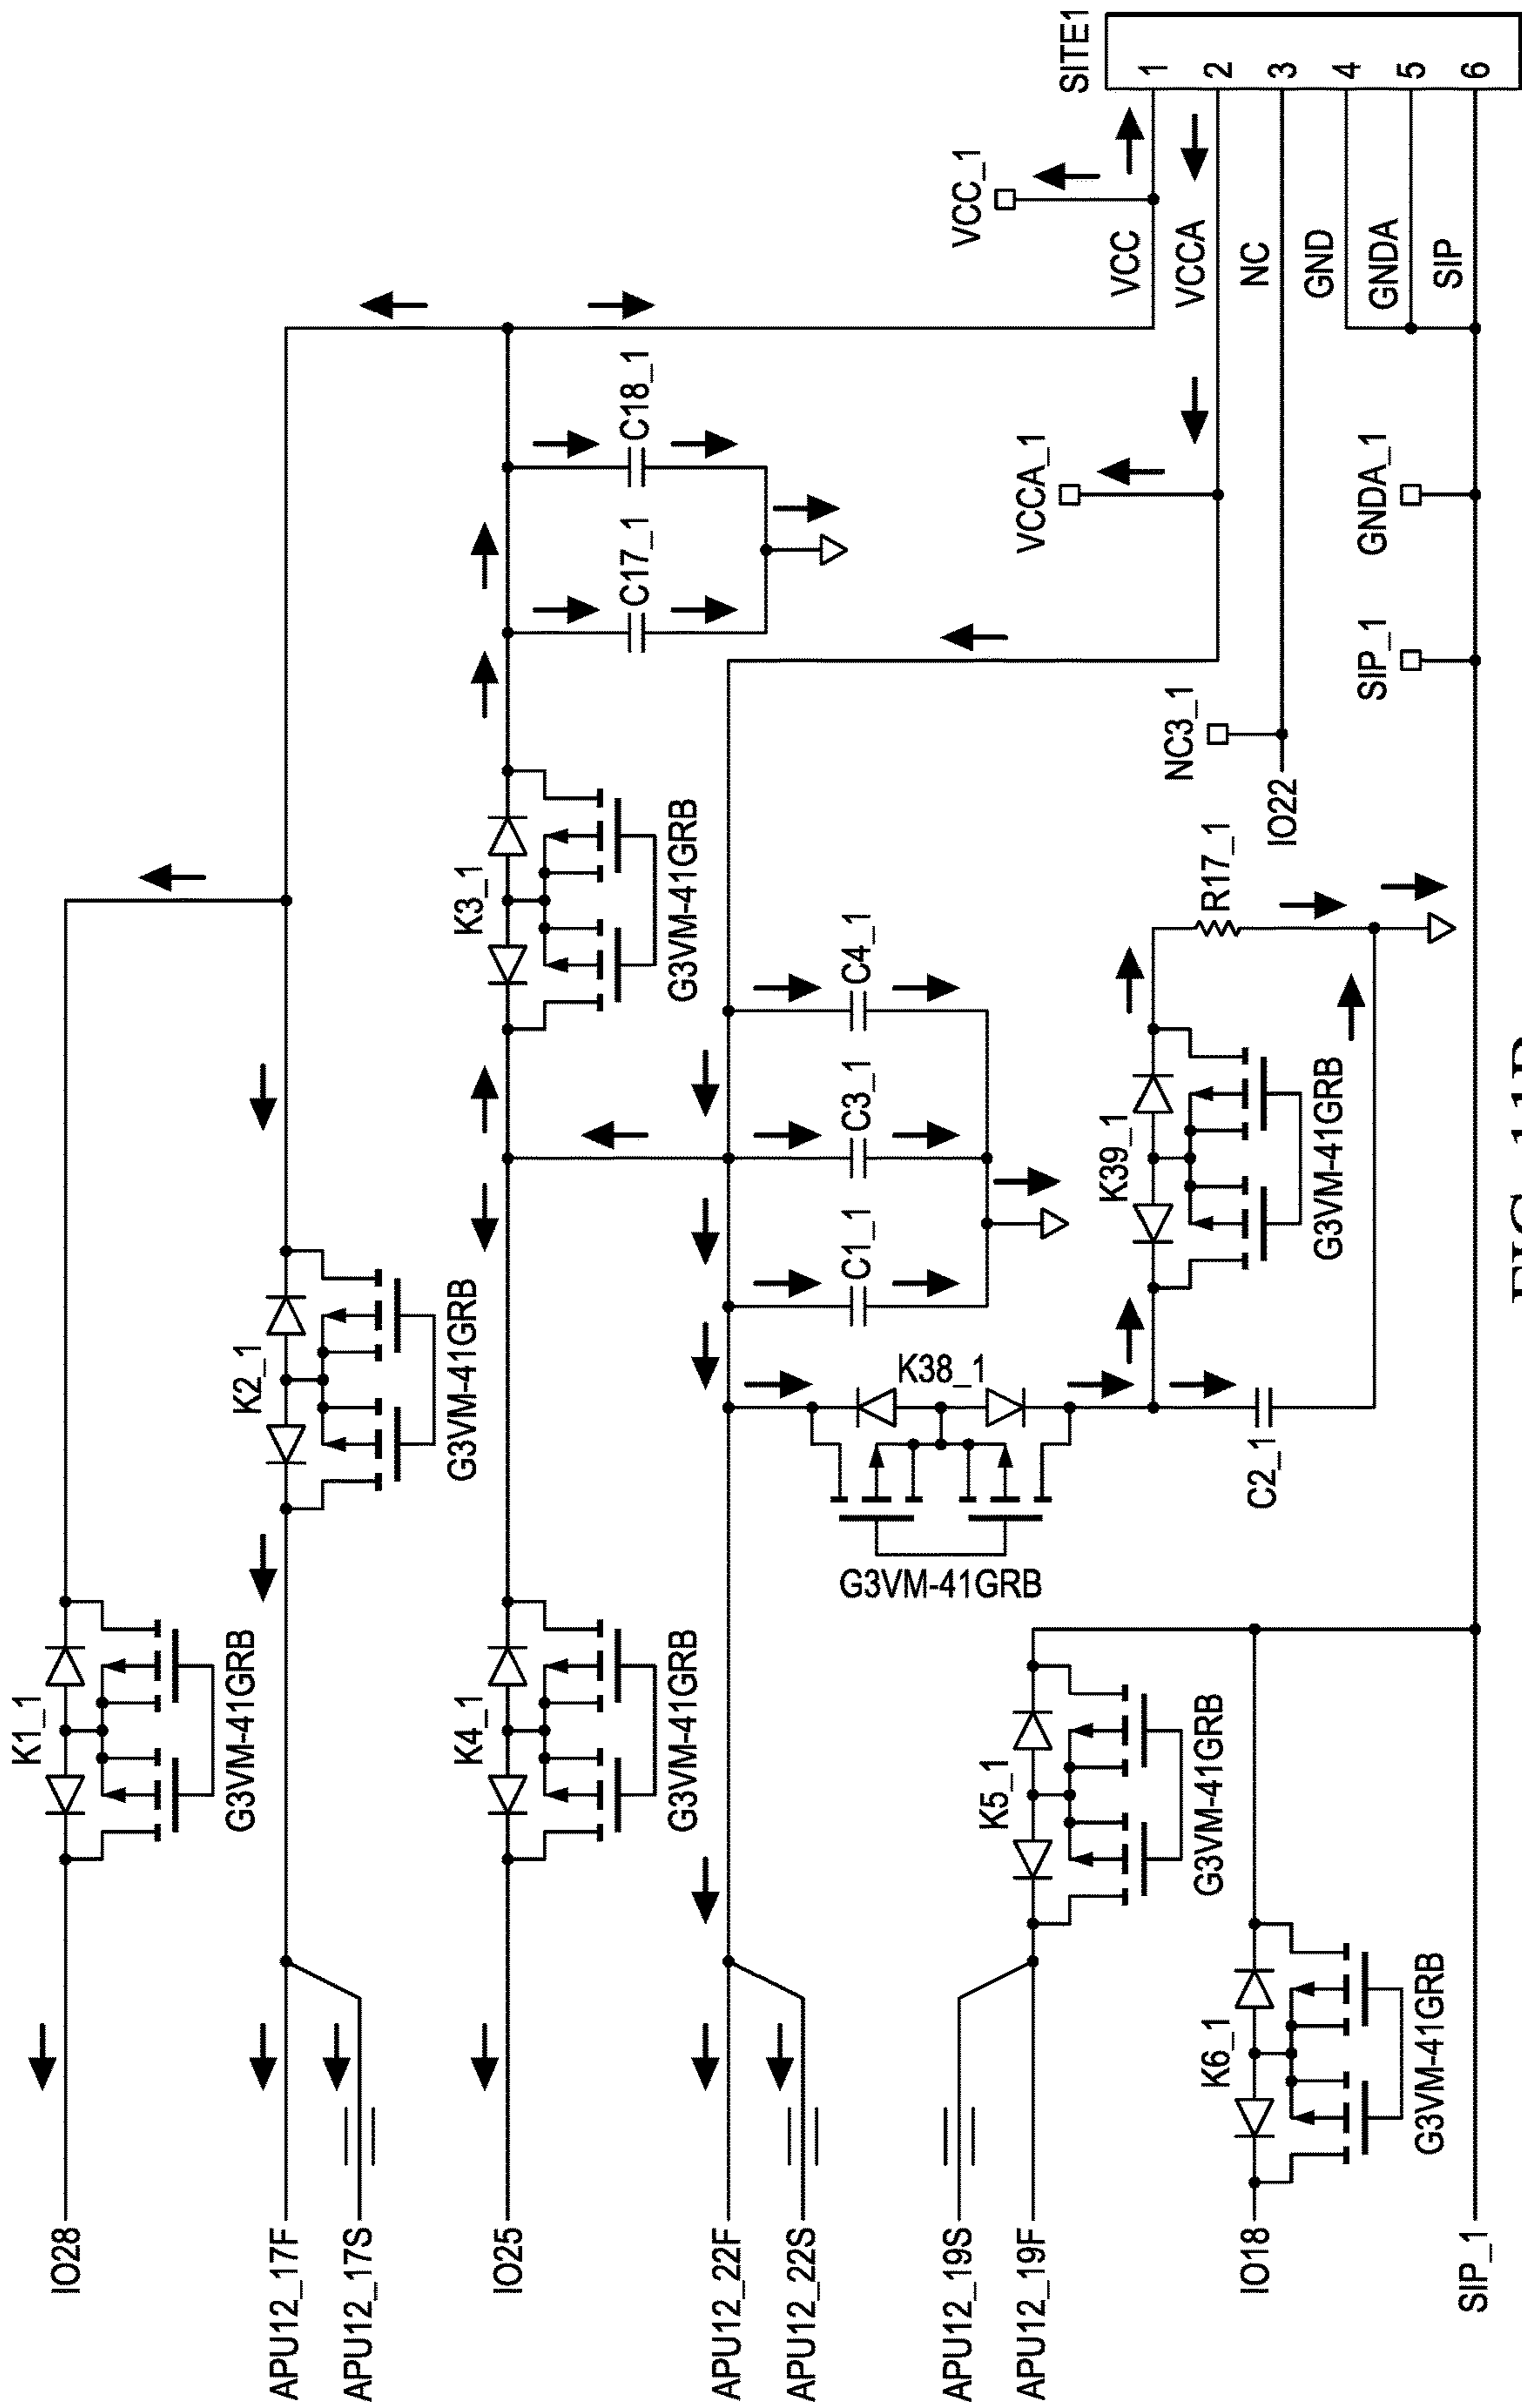 IO28
K1_1
G3VM-41GRB
APU12_17F
APU12_17S
K2_1
G3VM-41GRB
IO25
K4_1
G3VM-41GRB
K3_1
G3VM-41GRB
C17_1
C18_1
APU12_22F
APU12_22S
C1_1
C3_1
C4_1
K38_1
G3VM-41GRB
C2_1
K39_1
G3VM-41GRB
R17_1
APU12_19S
APU12_19F
K5_1
G3VM-41GRB
IO18
K6_1
G3VM-41GRB
SIP_1
IO22
NC3_1
SIP_1
GNDA_1
VCCA_1
VCC_1
VCC
VCCA
NC
GND
GNDA
SIP
SITE1
1
2
3
4
5
6